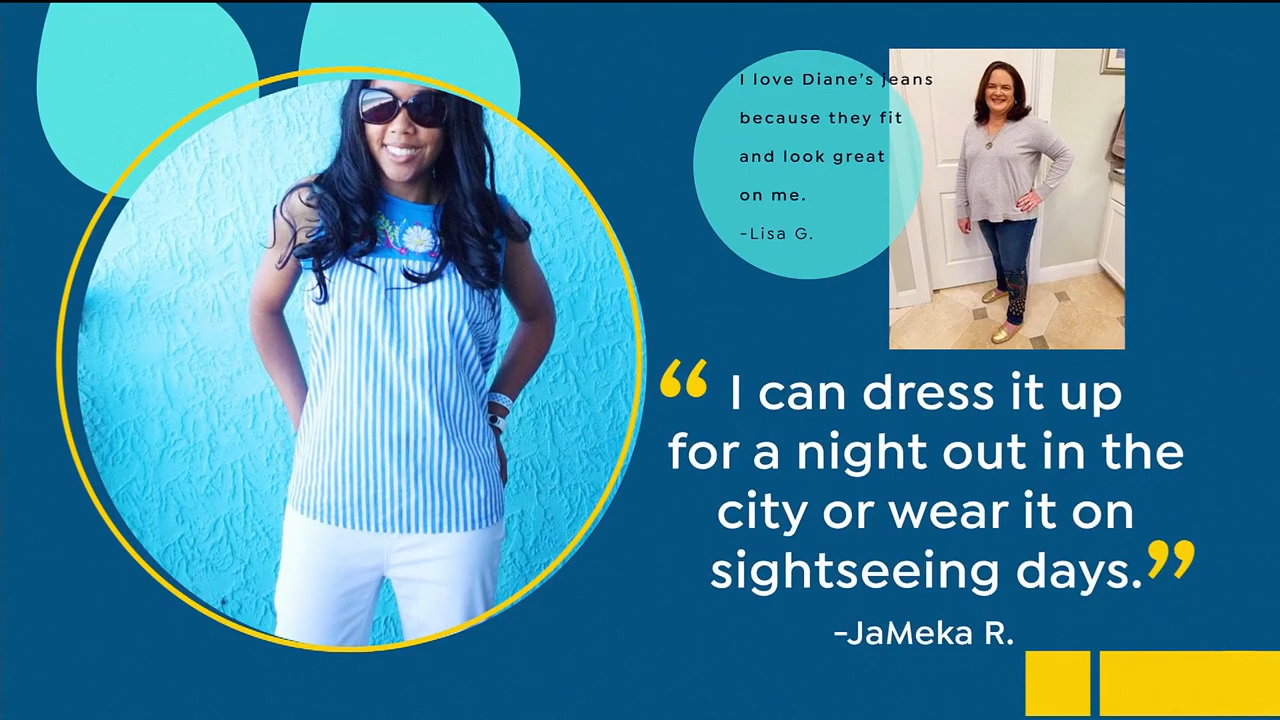 I love Diane's jeans
because they fit
and look great
on me.
-Lisa G.
“I can dress it up
for a night out in the
city or wear it on
sightseeing days.”
-JaMeka R.